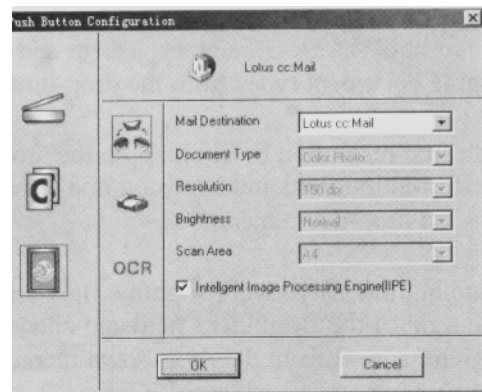 ush Button Configuration
Lotus cc:Mail
Mail Destination Lotus cc:Mail
Document Type Color Photo
Resolution 150 dpi
Brightness Normal
Scan Area A4
OCR
Intellgent Image Processing Engine(IIPE)
OK Cancel